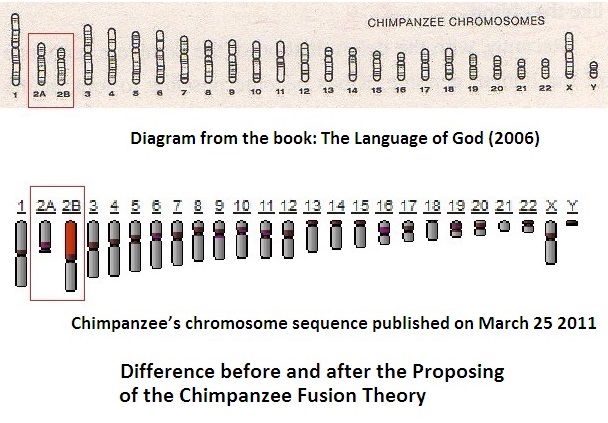 CHIMPANZEE CHROMOSOMES
1 2A 2B 3 4 5 6 7 8 9 10 11 12 13 14 15 16 17 18 19 20 21 22 X Y
Diagram from the book: The Language of God (2006)
1 2A 2B 3 4 5 6 7 8 9 10 11 12 13 14 15 16 17 18 19 20 21 22 X Y
Chimpanzee's chromosome sequence published on March 25 2011
Difference before and after the Proposing
of the Chimpanzee Fusion Theory